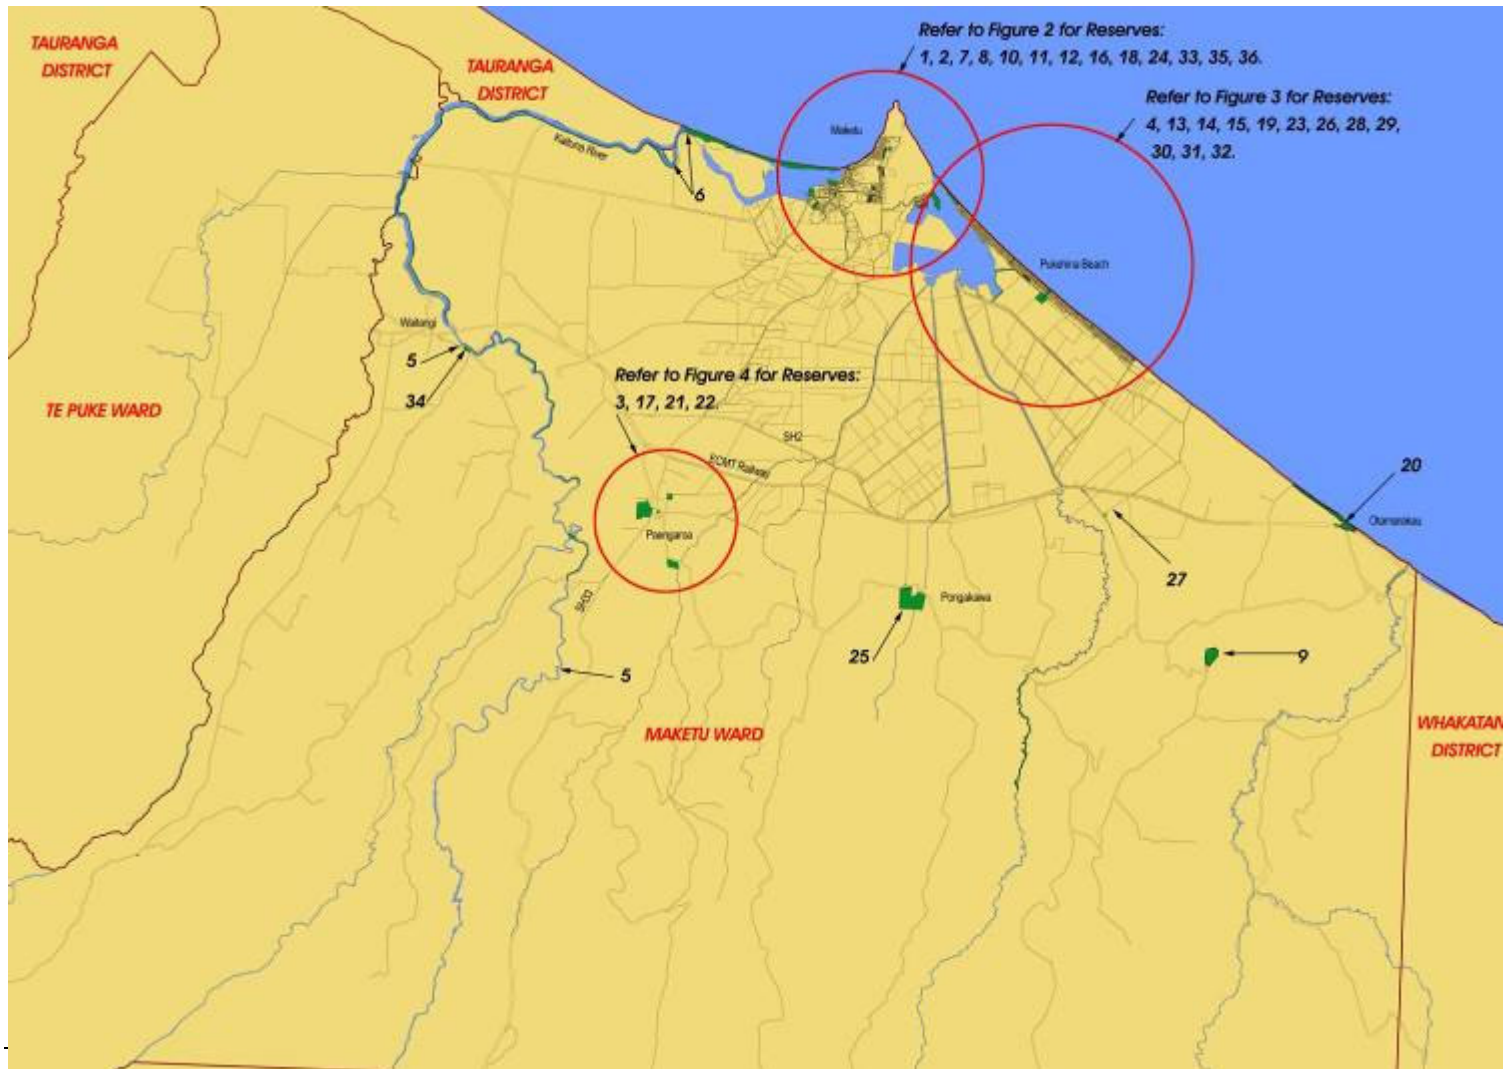 Refer to Figure 2 for Reserves:
1, 2, 7, 8, 10, 11, 12, 16, 18, 24, 33, 35, 36.
TAURANGA
DISTRICT
TAURANGA
DISTRICT
Refer to Figure 3 for Reserves:
4, 13, 14, 15, 19, 23, 26, 28, 29,
30, 31, 32.
Maketu
Kaituna River
6
Pukehina Beach
Waitangi
5
34
TE PUKE WARD
Refer to Figure 4 for Reserves:
3, 17, 21, 22.
SH2
ECMT Railway
20
Otamarakau
Paengaroa
27
SH33
Pongakawa
25
9
5
MAKETU WARD
WHAKATAN
DISTRICT